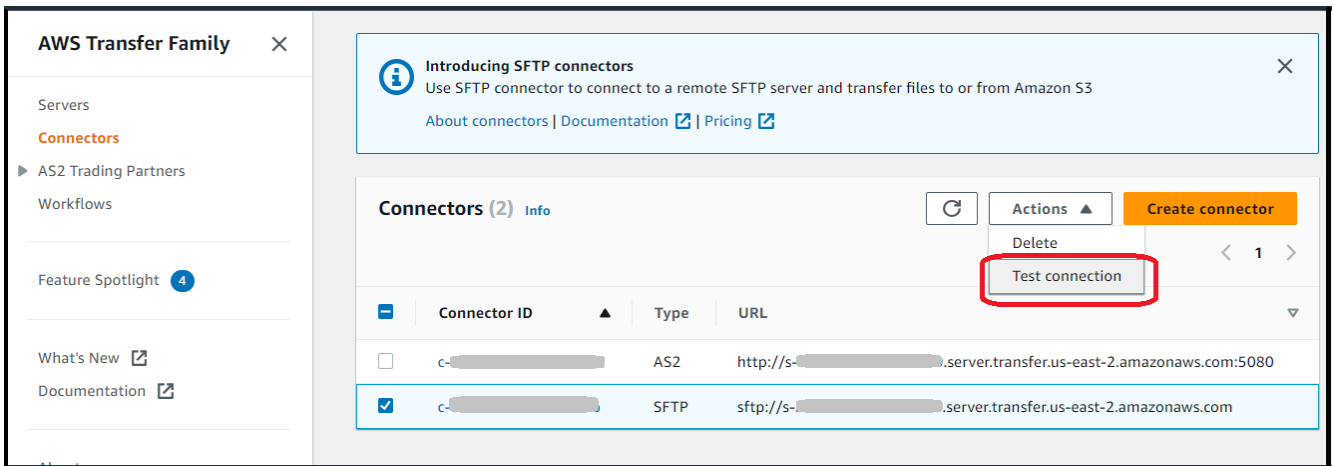 AWS Transfer Family
Servers
Connectors
AS2 Trading Partners
Workflows
Feature Spotlight 4
What's New
Documentation
Introducing SFTP connectors
Use SFTP connector to connect to a remote SFTP server and transfer files to or from Amazon S3
About connectors | Documentation | Pricing
Connectors (2) Info
Actions
Create connector
Delete
Test connection
1
Connector ID Type URL
c- AS2 http://s- .server.transfer.us-east-2.amazonaws.com:5080
c- SFTP sftp://s- .server.transfer.us-east-2.amazonaws.com